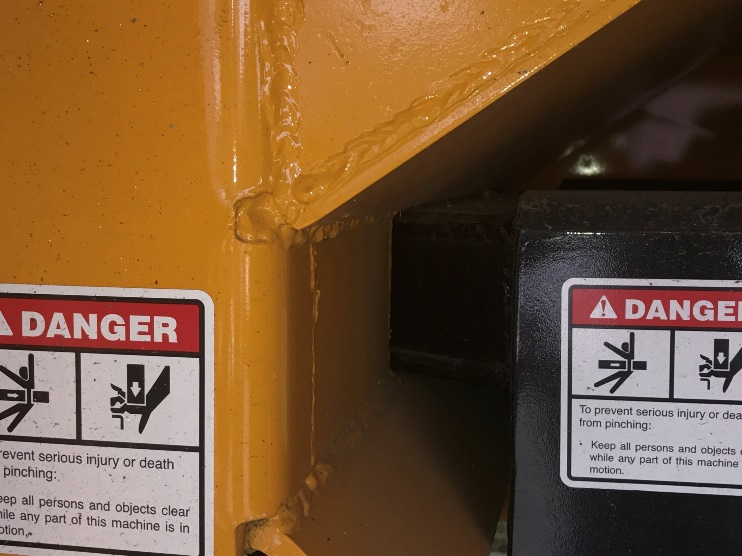 DANGER
revent serious injury or death
pinching:
eep all persons and objects clear
hile any part of this machine is in
otion.
DANGE
To prevent serious injury or dea
from pinching:
• Keep all persons and objects
while any part of this machine
motion.